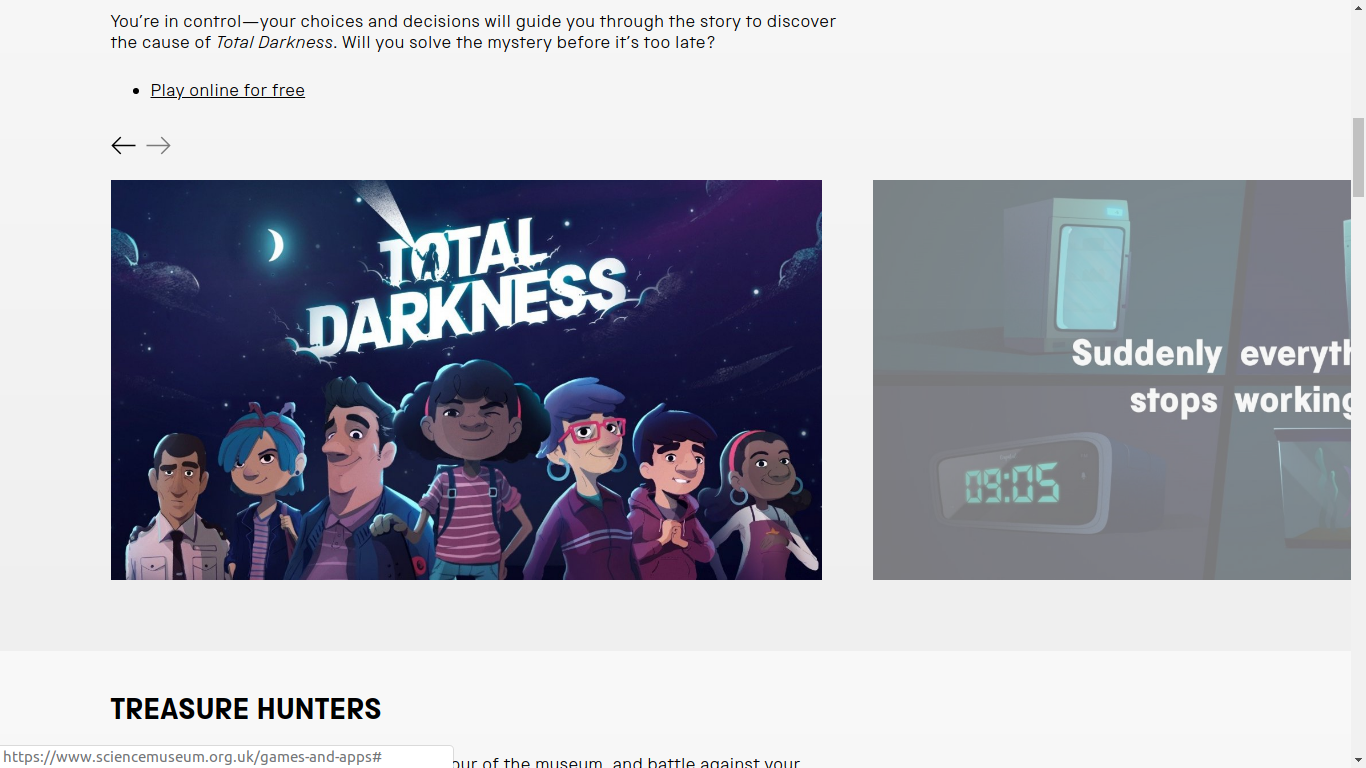 You're in control—your choices and decisions will guide you through the story to discover
the cause of Total Darkness. Will you solve the mystery before it's too late?
Play online for free
TOTAL
DARKNESS
Suddenly everyth
stops working
09:05
TREASURE HUNTERS
our of the museum, and battle against your
https://www.sciencemuseum.org.uk/games-and-apps#